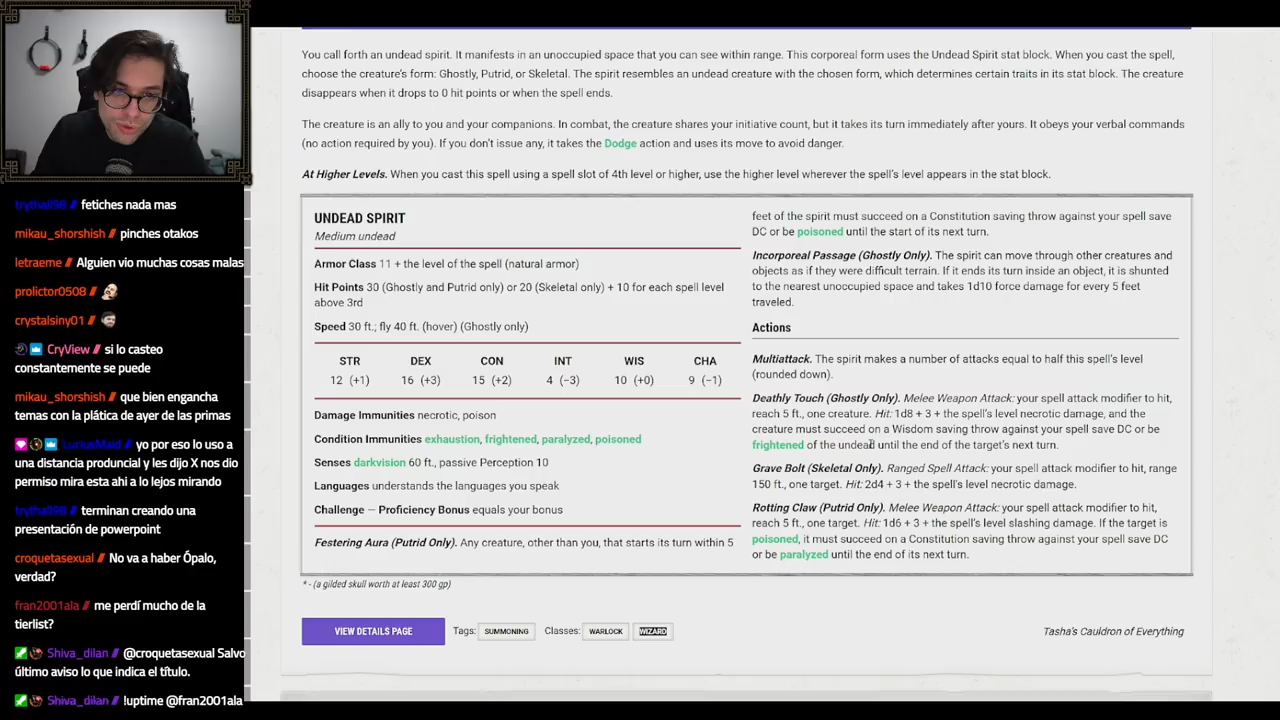 trythall98 // fetiches nada mas
mikau_shorshish // pinches otakos
letraeme // Alguien vio muchas cosas malas
prolictor0508 //
crystalsiny01 //
CryView // si lo casteo
constantemente se puede
mikau_shorshish // que bien engancha
temas con la plática de ayer de las primas
LuciusMaid // yo por eso lo uso a
una distancia produncial y les dijo X nos dio
permiso mira esta ahi a lo lejos mirando
trythall98 // terminan creando una
presentación de powerpoint
croquetasexual // No va a haber Ópalo,
verdad?
fran2001ala // me perdí mucho de la
tierlist?
Shiva_dilan // @croquetasexual Salvo
último aviso lo que indica el título.
Shiva_dilan // !uptime @fran2001ala
You call forth an undead spirit. It manifests in an unoccupied space that you can see within range. This corporeal form uses the Undead Spirit stat block. When you cast the spell,
choose the creature's form: Ghostly, Putrid, or Skeletal. The spirit resembles an undead creature with the chosen form, which determines certain traits in its stat block. The creature
disappears when it drops to 0 hit points or when the spell ends.
The creature is an ally to you and your companions. In combat, the creature shares your initiative count, but it takes its turn immediately after yours. It obeys your verbal commands
(no action required by you). If you don't issue any, it takes the Dodge action and uses its move to avoid danger.
At Higher Levels. When you cast this spell using a spell slot of 4th level or higher, use the higher level wherever the spell's level appears in the stat block.
UNDEAD SPIRIT
Medium undead
Armor Class 11 + the level of the spell (natural armor)
Hit Points 30 (Ghostly and Putrid only) or 20 (Skeletal only) + 10 for each spell level
above 3rd
Speed 30 ft.; fly 40 ft. (hover) (Ghostly only)
STR DEX CON INT WIS CHA
12 (+1) 16 (+3) 15 (+2) 4 (−3) 10 (+0) 9 (−1)
Damage Immunities necrotic, poison
Condition Immunities exhaustion, frightened, paralyzed, poisoned
Senses darkvision 60 ft., passive Perception 10
Languages understands the languages you speak
Challenge — Proficiency Bonus equals your bonus
Festering Aura (Putrid Only). Any creature, other than you, that starts its turn within 5
feet of the spirit must succeed on a Constitution saving throw against your spell save
DC or be poisoned until the start of its next turn.
Incorporeal Passage (Ghostly Only). The spirit can move through other creatures and
objects as if they were difficult terrain. If it ends its turn inside an object, it is shunted
to the nearest unoccupied space and takes 1d10 force damage for every 5 feet
traveled.
Actions
Multiattack. The spirit makes a number of attacks equal to half this spell's level
(rounded down).
Deathly Touch (Ghostly Only). Melee Weapon Attack: your spell attack modifier to hit,
reach 5 ft., one creature. Hit: 1d8 + 3 + the spell's level necrotic damage, and the
creature must succeed on a Wisdom saving throw against your spell save DC or be
frightened of the undead until the end of the target's next turn.
Grave Bolt (Skeletal Only). Ranged Spell Attack: your spell attack modifier to hit, range
150 ft., one target. Hit: 2d4 + 3 + the spell's level necrotic damage.
Rotting Claw (Putrid Only). Melee Weapon Attack: your spell attack modifier to hit,
reach 5 ft., one target. Hit: 1d6 + 3 + the spell's level slashing damage. If the target is
poisoned, it must succeed on a Constitution saving throw against your spell save DC
or be paralyzed until the end of its next turn.
* - (a gilded skull worth at least 300 gp)
VIEW DETAILS PAGE Tags: SUMMONING Classes: WARLOCK WIZARD Tasha's Cauldron of Everything